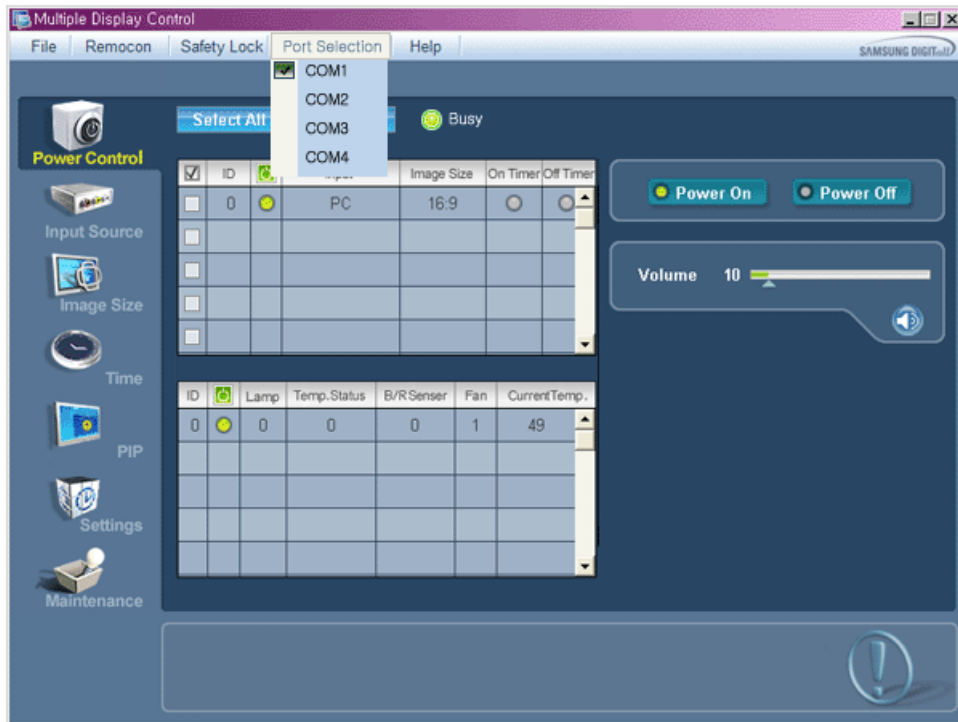 Multiple Display Control
File Remocon Safety Lock Port Selection Help
SAMSUNG DIGITall
COM1
COM2
COM3
COM4
Select All
Busy
Power Control
Input Source
Image Size
Time
PIP
Settings
Maintenance
ID Image Size On Timer Off Timer
0 PC 16:9
Power On Power Off
Volume 10
ID Lamp Temp.Status B/RSenser Fan CurrentTemp.
0 0 0 0 1 49